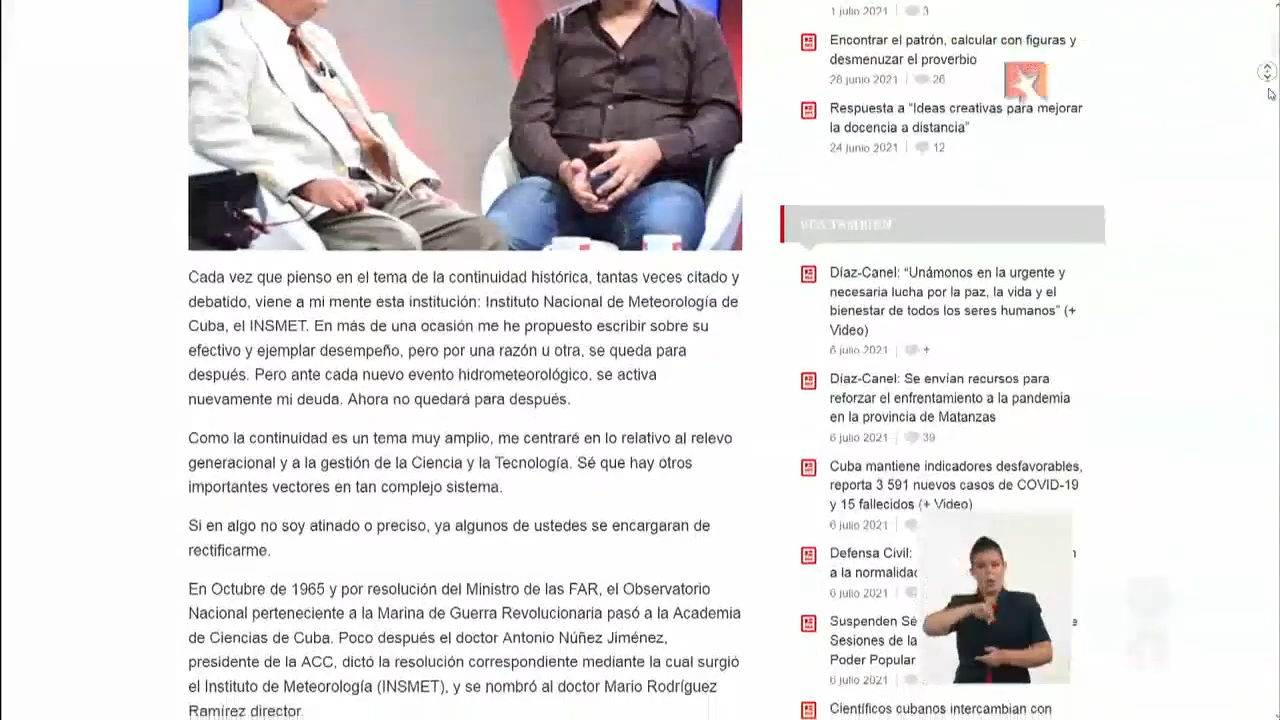 Cada vez que pienso en el tema de la continuidad histórica, tantas veces citado y
debatido, viene a mi mente esta institución: Instituto Nacional de Meteorología de
Cuba, el INSMET. En más de una ocasión me he propuesto escribir sobre su
efectivo y ejemplar desempeño, pero por una razón u otra, se queda para
después. Pero ante cada nuevo evento hidrometeorológico, se activa
nuevamente mi deuda. Ahora no quedará para después.
Como la continuidad es un tema muy amplio, me centraré en lo relativo al relevo
generacional y a la gestión de la Ciencia y la Tecnología. Sé que hay otros
importantes vectores en tan complejo sistema.
Si en algo no soy atinado o preciso, ya algunos de ustedes se encargaran de
rectificarme.
En Octubre de 1965 y por resolución del Ministro de las FAR, el Observatorio
Nacional perteneciente a la Marina de Guerra Revolucionaria pasó a la Academia
de Ciencias de Cuba. Poco después el doctor Antonio Núñez Jiménez,
presidente de la ACC, dictó la resolución correspondiente mediante la cual surgió
el Instituto de Meteorología (INSMET), y se nombró al doctor Mario Rodríguez
Ramírez director.
1 julio 2021 | 3
Encontrar el patrón, calcular con figuras y
desmenuzar el proverbio
28 junio 2021 | 26
Respuesta a “Ideas creativas para mejorar
la docencia a distancia”
24 junio 2021 | 12
VEA TAMBIÉN
Díaz-Canel: “Unámonos en la urgente y
necesaria lucha por la paz, la vida y el
bienestar de todos los seres humanos” (+
Video)
6 julio 2021 | +
Díaz-Canel: Se envían recursos para
reforzar el enfrentamiento a la pandemia
en la provincia de Matanzas
6 julio 2021 | 39
Cuba mantiene indicadores desfavorables,
reporta 3 591 nuevos casos de COVID-19
y 15 fallecidos (+ Video)
6 julio 2021 |
Defensa Civil:
a la normalidad
6 julio 2021 |
Suspenden
Sesiones de la
Poder Popular
6 julio 2021 |
Científicos cubanos intercambian con